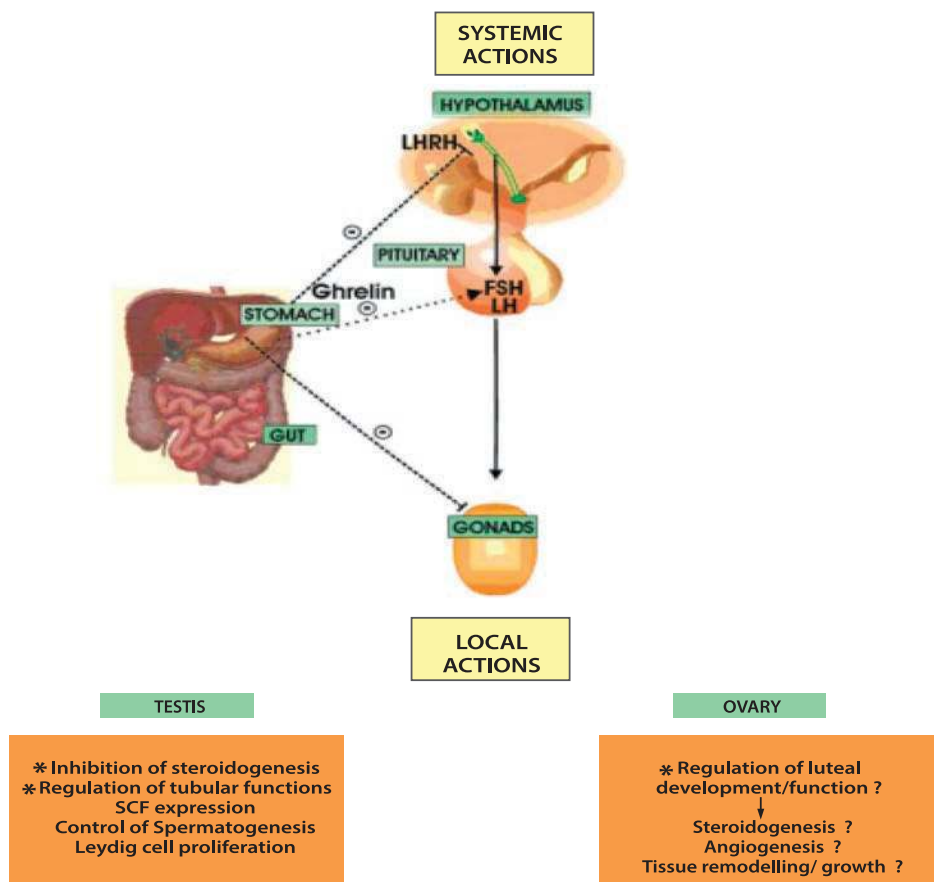 SYSTEMIC
ACTIONS
HYPOTHALAMUS
LHRH
⊖
PITUITARY
Ghrelin
FSH
STOMACH
⊖
LH
GUT
⊖
GONADS
LOCAL
ACTIONS
TESTIS
OVARY
* Inhibition of steroidogenesis
* Regulation of tubular functions
SCF expression
Control of Spermatogenesis
Leydig cell proliferation
* Regulation of luteal
development/function ?
Steroidogenesis ?
Angiogenesis ?
Tissue remodelling/ growth ?